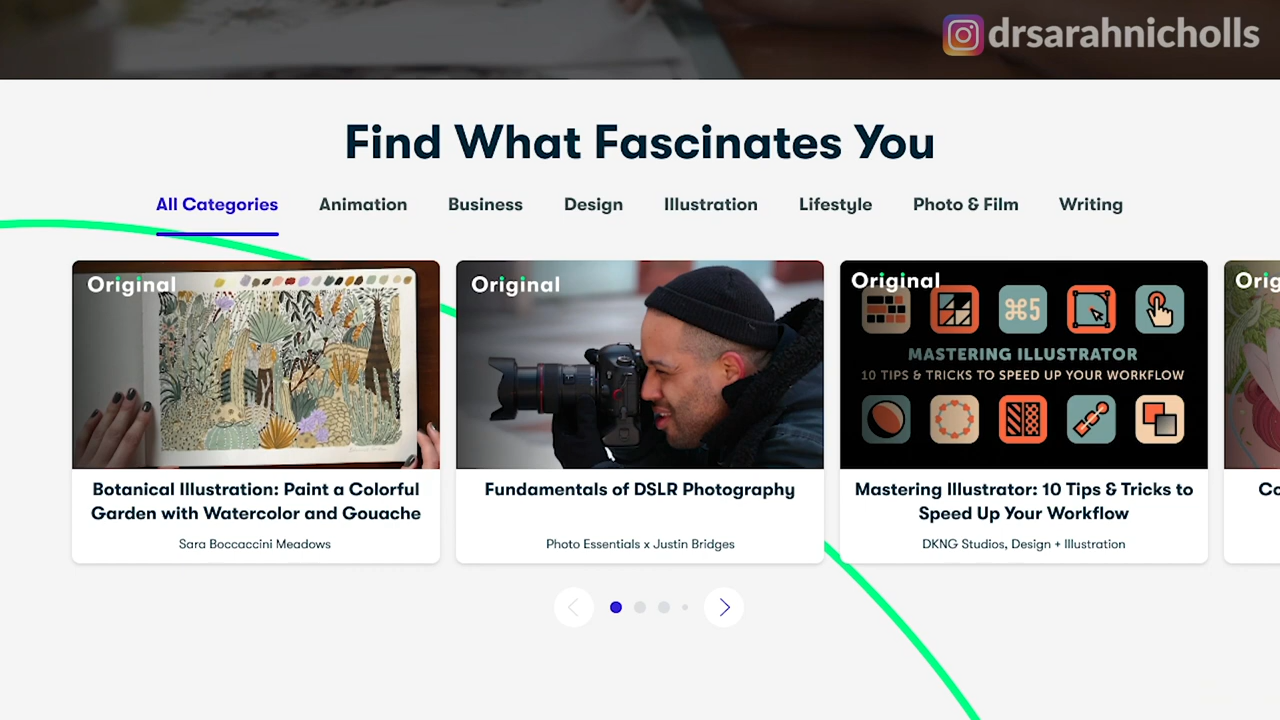 drsarahnicholls
Find What Fascinates You
All Categories Animation Business Design Illustration Lifestyle Photo & Film Writing
Original
Botanical Illustration: Paint a Colorful
Garden with Watercolor and Gouache
Sara Boccaccini Meadows
Original
Fundamentals of DSLR Photography
Photo Essentials x Justin Bridges
Original
⌘5
MASTERING ILLUSTRATOR
10 TIPS & TRICKS TO SPEED UP YOUR WORKFLOW
Mastering Illustrator: 10 Tips & Tricks to
Speed Up Your Workflow
DKNG Studios, Design + Illustration
Orig
Co